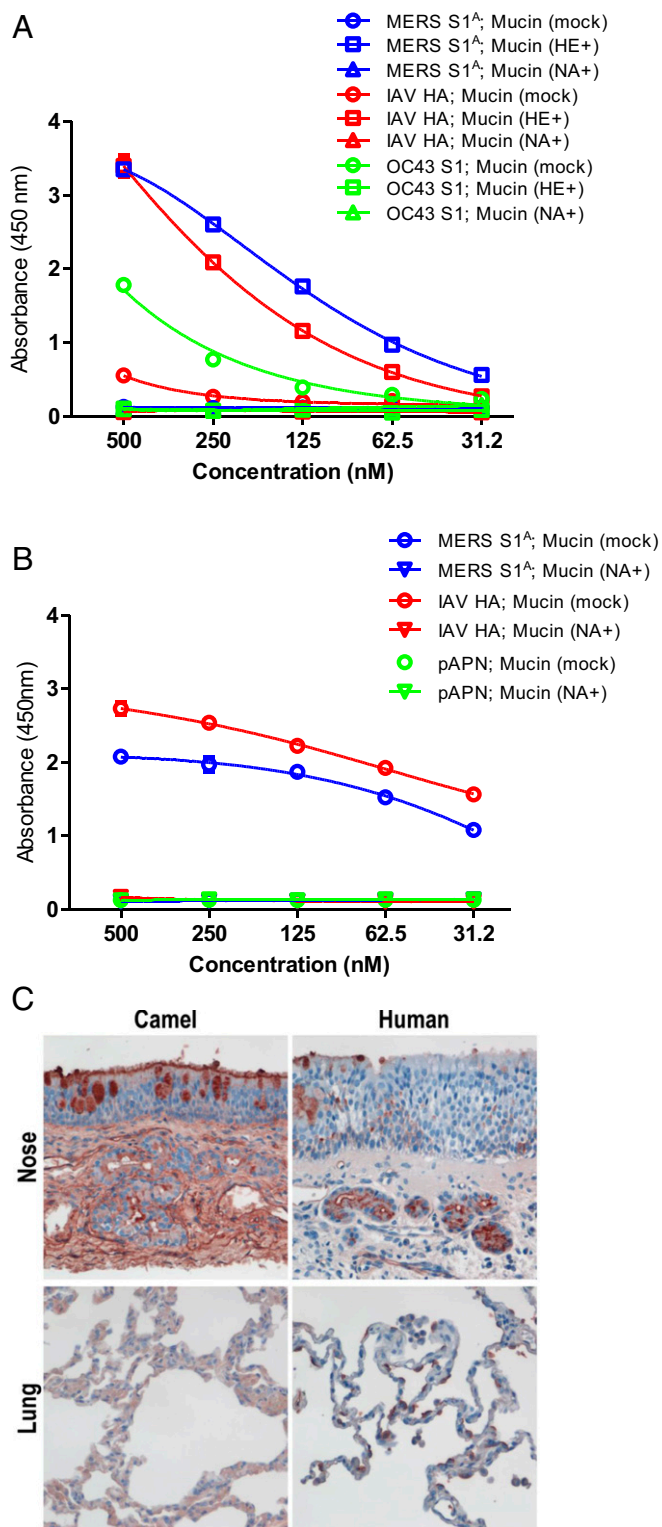 A
MERS S1ᴬ; Mucin (mock)
MERS S1ᴬ; Mucin (HE+)
MERS S1ᴬ; Mucin (NA+)
IAV HA; Mucin (mock)
IAV HA; Mucin (HE+)
IAV HA; Mucin (NA+)
OC43 S1; Mucin (mock)
OC43 S1; Mucin (HE+)
OC43 S1; Mucin (NA+)
Absorbance (450 nm)
4
3
2
1
0
500 250 125 62.5 31.2
Concentration (nM)
B
MERS S1ᴬ; Mucin (mock)
MERS S1ᴬ; Mucin (NA+)
IAV HA; Mucin (mock)
IAV HA; Mucin (NA+)
pAPN; Mucin (mock)
pAPN; Mucin (NA+)
Absorbance (450nm)
4
3
2
1
0
500 250 125 62.5 31.2
Concentration (nM)
C
Camel Human
Nose
Lung